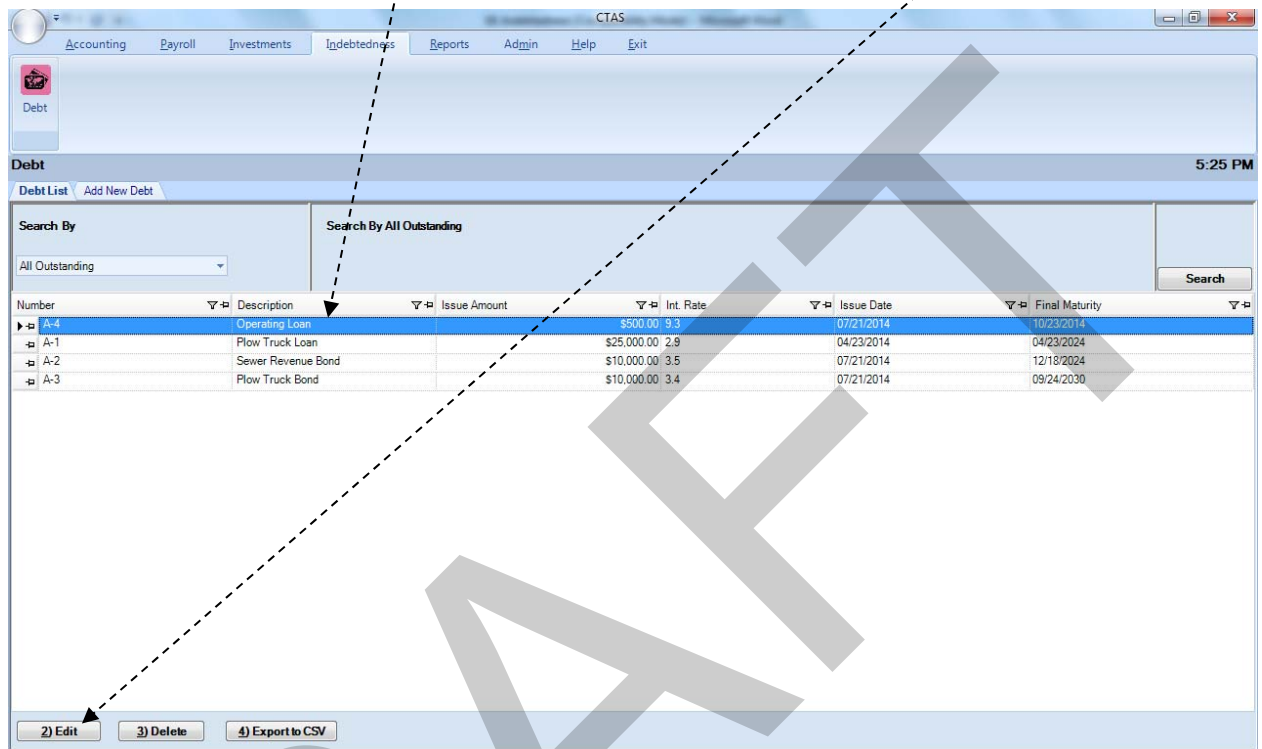 CTAS
Accounting Payroll Investments Indebtedness Reports Admin Help Exit
Debt
Debt 5:25 PM
Debt List Add New Debt
Search By Search By All Outstanding
All Outstanding
Search
Number Description Issue Amount Int. Rate Issue Date Final Maturity
A-4 Operating Loan $500.00 9.3 07/21/2014 10/23/2014
A-1 Plow Truck Loan $25,000.00 2.9 04/23/2014 04/23/2024
A-2 Sewer Revenue Bond $10,000.00 3.5 07/21/2014 12/18/2024
A-3 Plow Truck Bond $10,000.00 3.4 07/21/2014 09/24/2030
2) Edit 3) Delete 4) Export to CSV